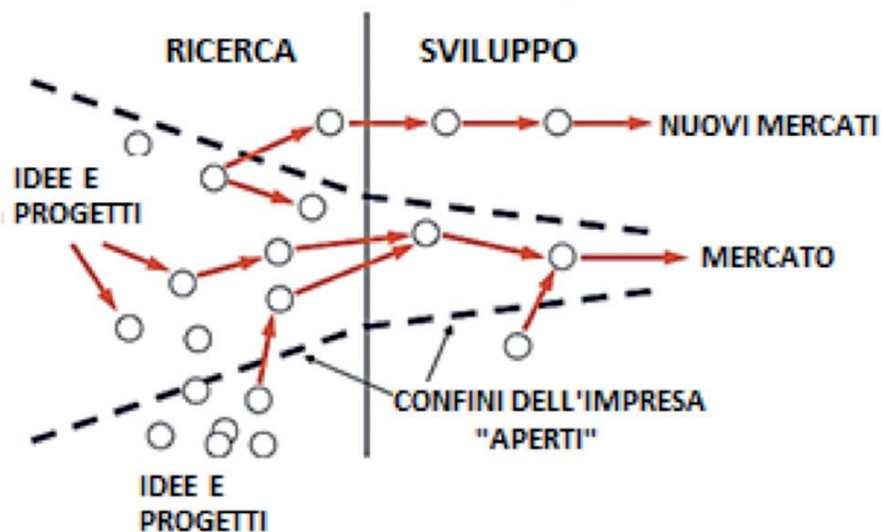 RICERCA
SVILUPPO
NUOVI MERCATI
IDEE E
PROGETTI
MERCATO
CONFINI DELL'IMPRESA
"APERTI"
IDEE E
PROGETTI